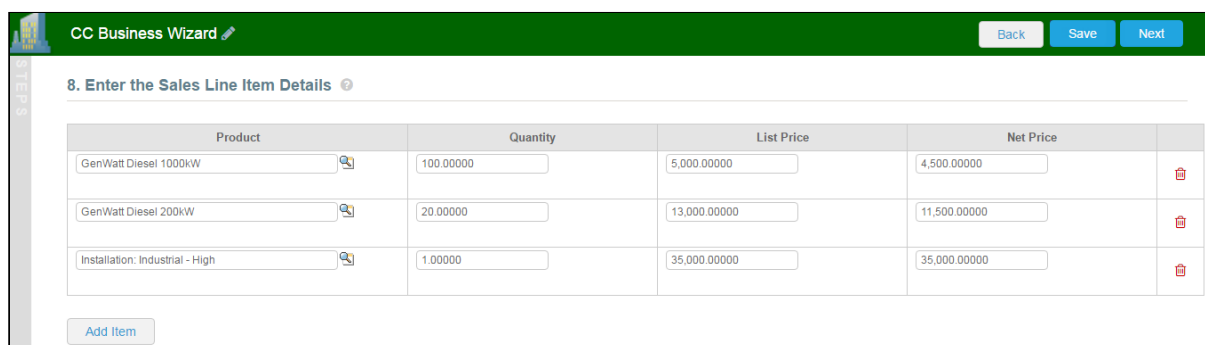 CC Business Wizard
Back Save Next
STEPS
8. Enter the Sales Line Item Details ?
Product Quantity List Price Net Price
GenWatt Diesel 1000kW 100.00000 5,000.00000 4,500.00000
GenWatt Diesel 200kW 20.00000 13,000.00000 11,500.00000
Installation: Industrial - High 1.00000 35,000.00000 35,000.00000
Add Item